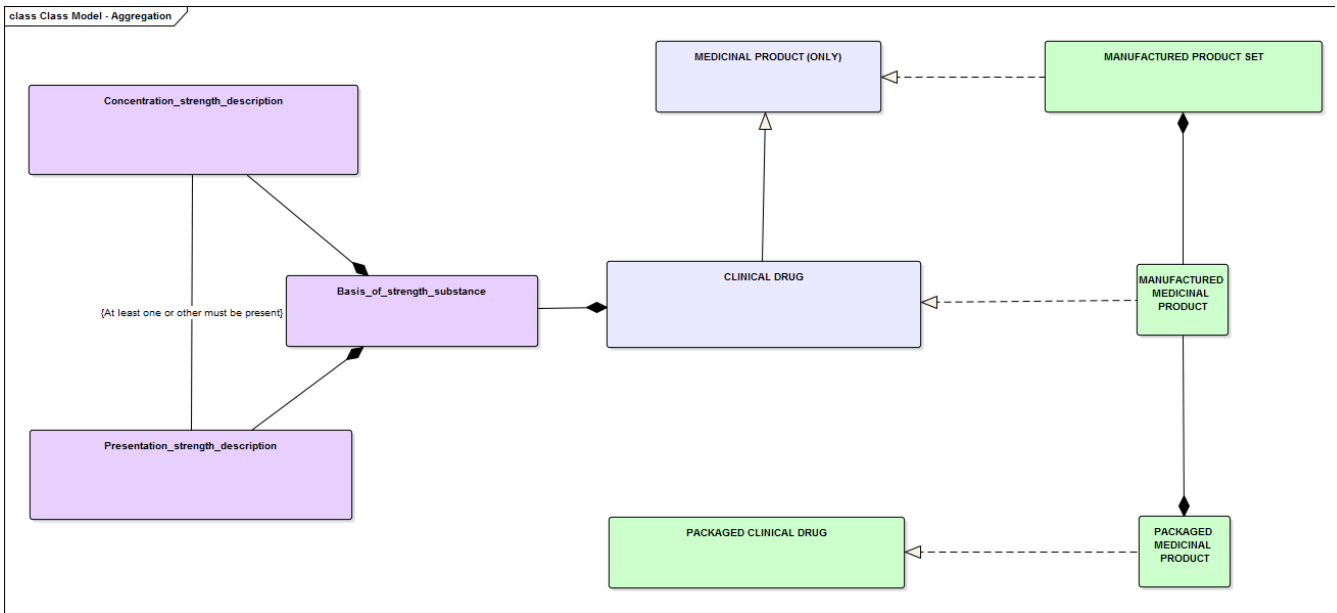 class Class Model - Aggregation
MEDICINAL PRODUCT (ONLY)
MANUFACTURED PRODUCT SET
Concentration_strength_description
Basis_of_strength_substance
CLINICAL DRUG
MANUFACTURED
MEDICINAL
PRODUCT
{At least one or other must be present}
Presentation_strength_description
PACKAGED CLINICAL DRUG
PACKAGED
MEDICINAL
PRODUCT